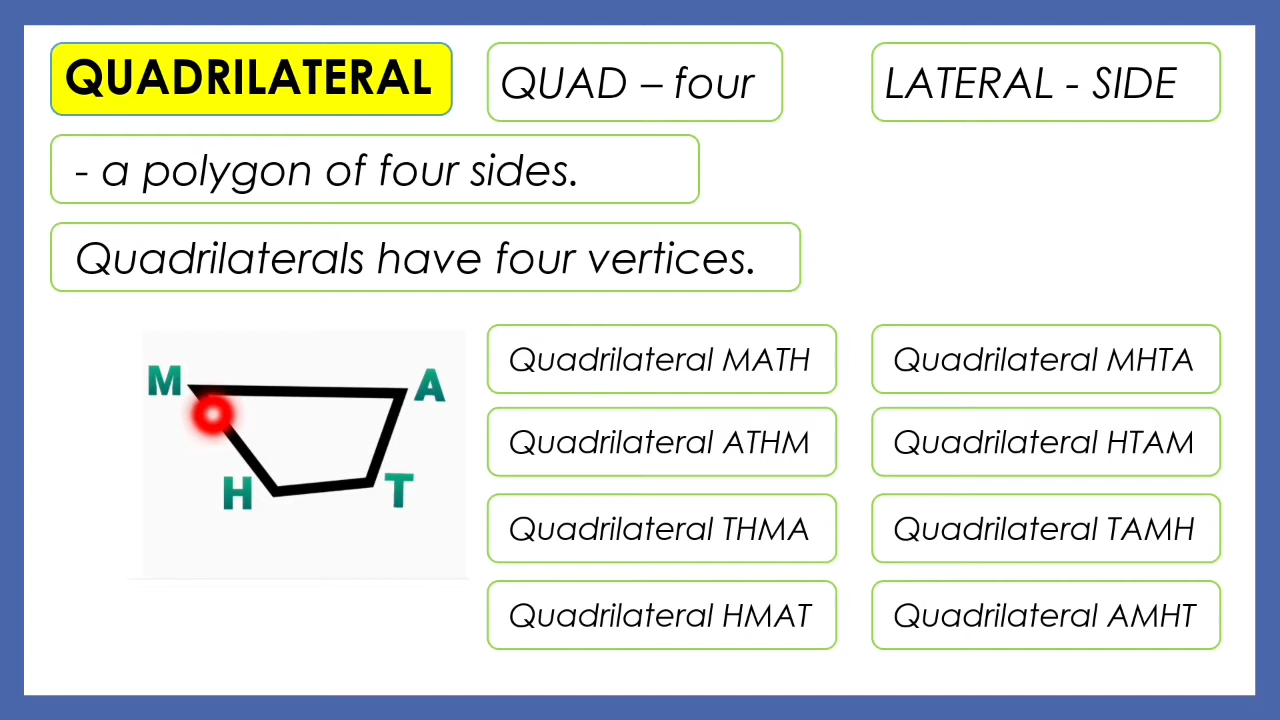 QUADRILATERAL
QUAD – four
LATERAL - SIDE
- a polygon of four sides.
Quadrilaterals have four vertices.
M
A
H
T
Quadrilateral MATH
Quadrilateral MHTA
Quadrilateral ATHM
Quadrilateral HTAM
Quadrilateral THMA
Quadrilateral TAMH
Quadrilateral HMAT
Quadrilateral AMHT